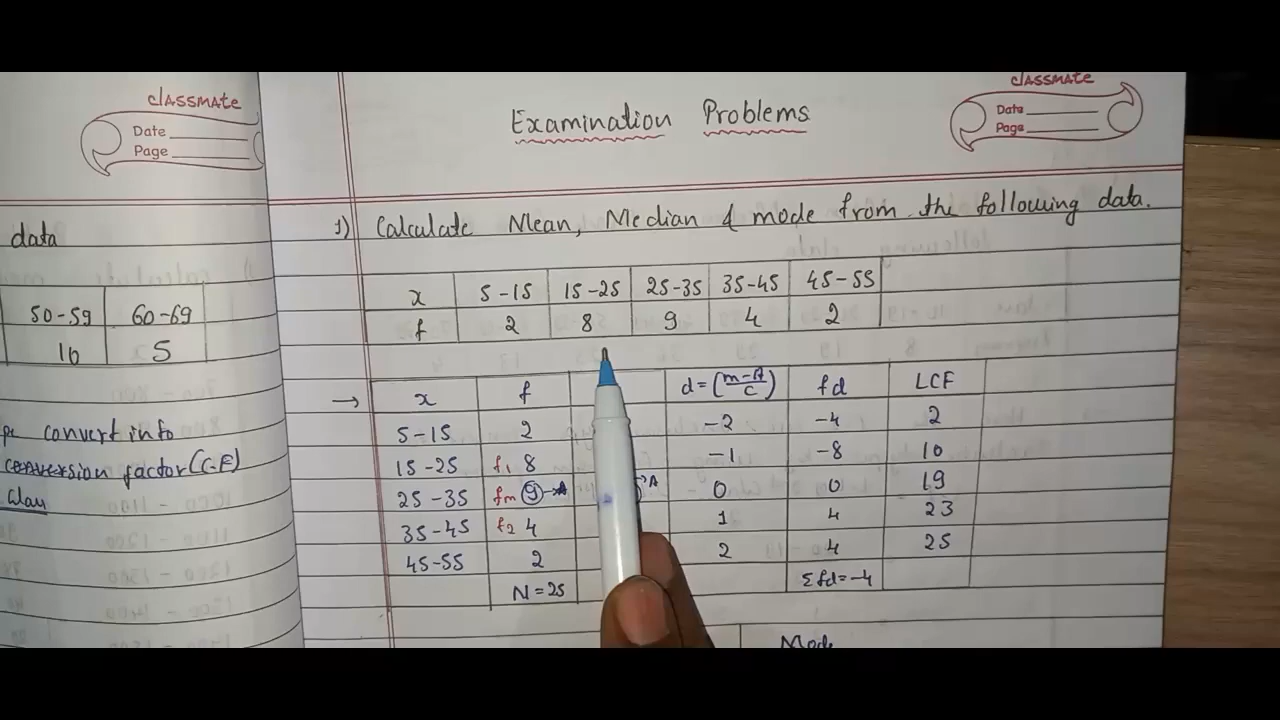 classmate
Date
Page
data
50-59 60-69
10 5
convert into
conversion factor (C.F)
class
classmate
Date
Page
Examination Problems
1) Calculate Mean, Median & mode from the following data.
x 5-15 15-25 25-35 35-45 45-55
f 2 8 9 4 2
→ x f d=(m-A/c) fd LCF
5-15 2 -2 -4 2
15-25 f1 8 -1 -8 10
25-35 fm 9 A 0 0 19
35-45 f2 4 1 4 23
45-55 2 2 4 25
N=25 Σfd=-4
Mode